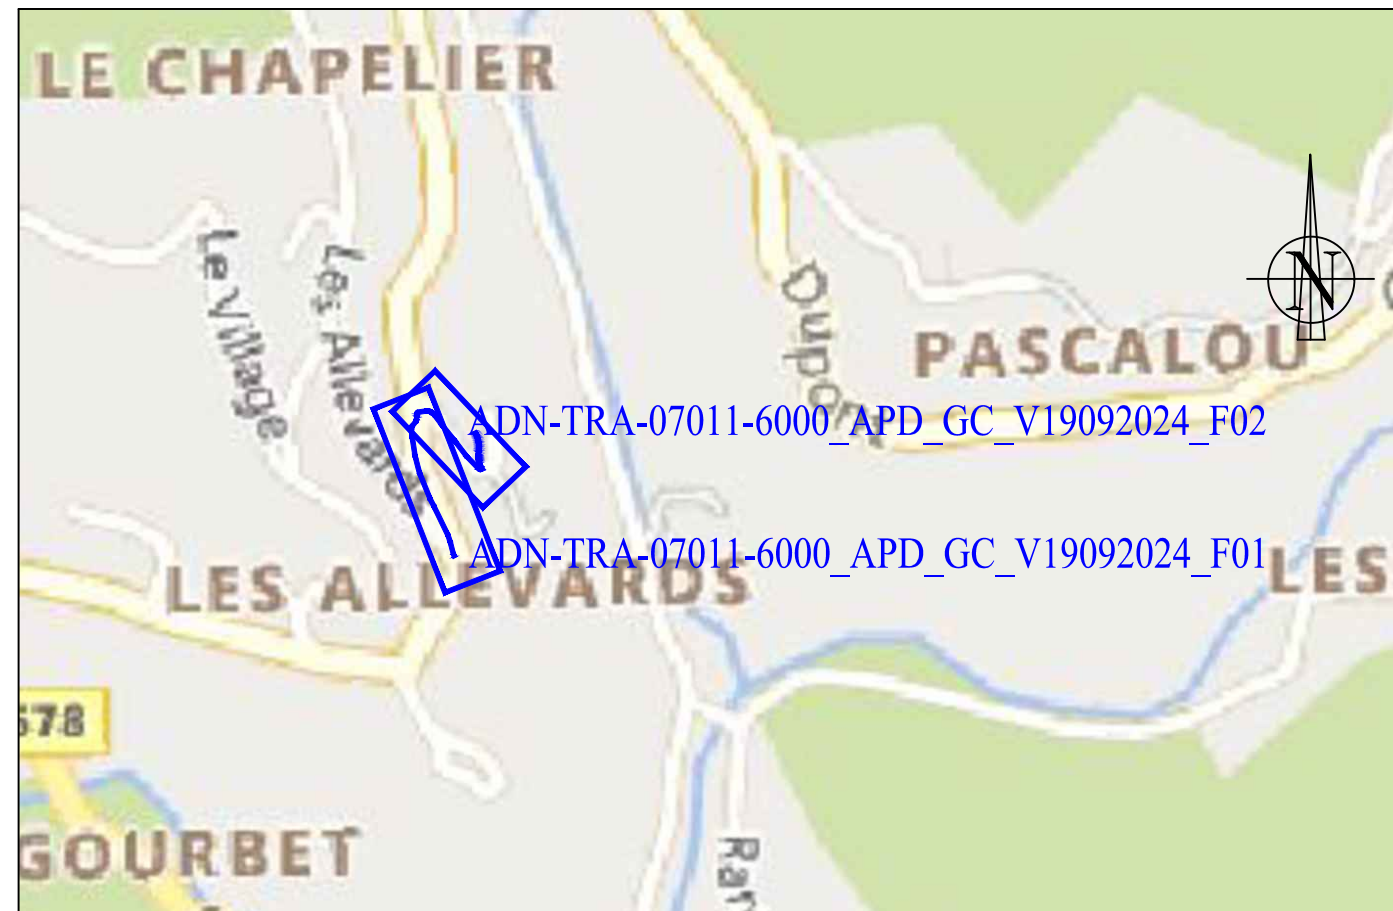 LE CHAPELIER
Le Village
Les Allevards
Dupont
N
PASCALOU
ADN-TRA-07011-6000_APD_GC_V19092024_F02
ADN-TRA-07011-6000_APD_GC_V19092024_F01
LES ALLEVARDS
LES
578
GOURBET
Ran